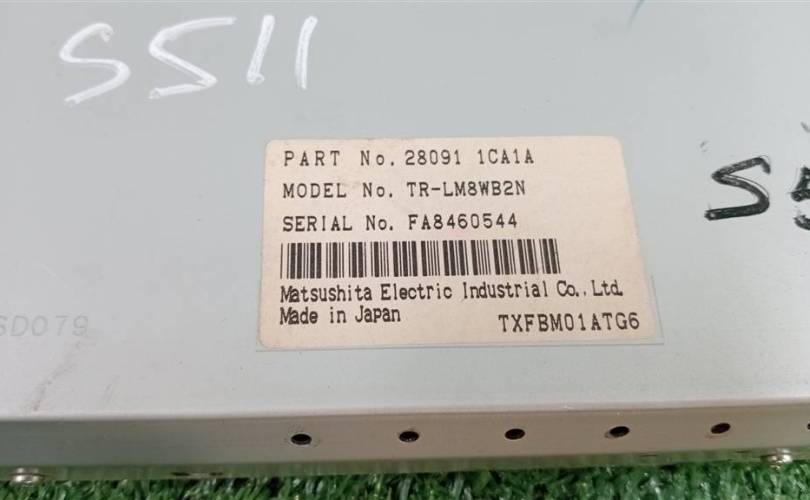 SS11
PART No. 28091 1CA1A
MODEL No. TR-LM8WB2N
SERIAL No. FA8460544
Matsushita Electric Industrial Co., Ltd.
Made in Japan
TXFBM01ATG6
SD079